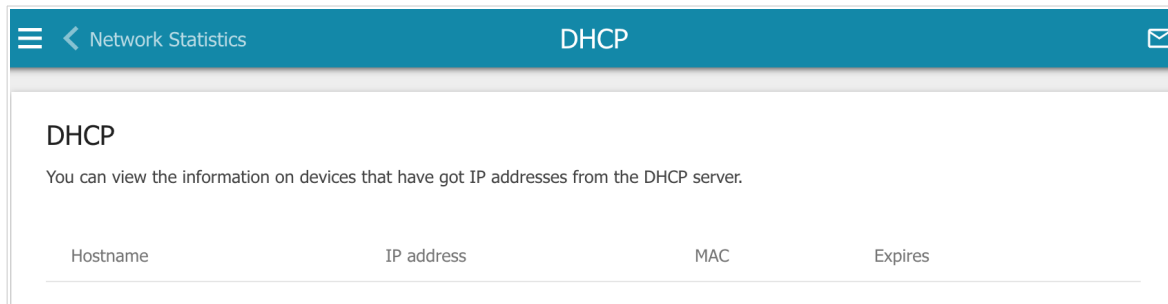 Network Statistics DHCP
DHCP
You can view the information on devices that have got IP addresses from the DHCP server.
Hostname IP address MAC Expires